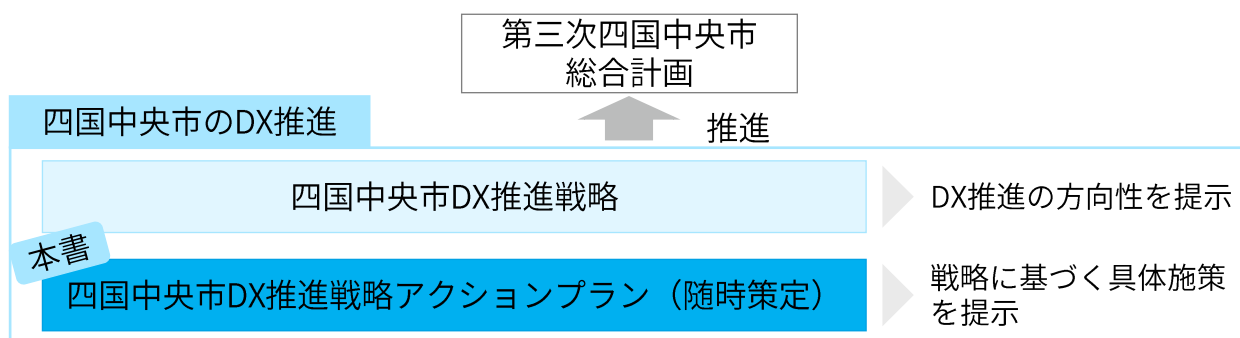 第三次四国中央市
総合計画
推進
四国中央市のDX推進
四国中央市DX推進戦略
DX推進の方向性を提示
本書
四国中央市DX推進戦略アクションプラン（随時策定）
戦略に基づく具体施策
を提示